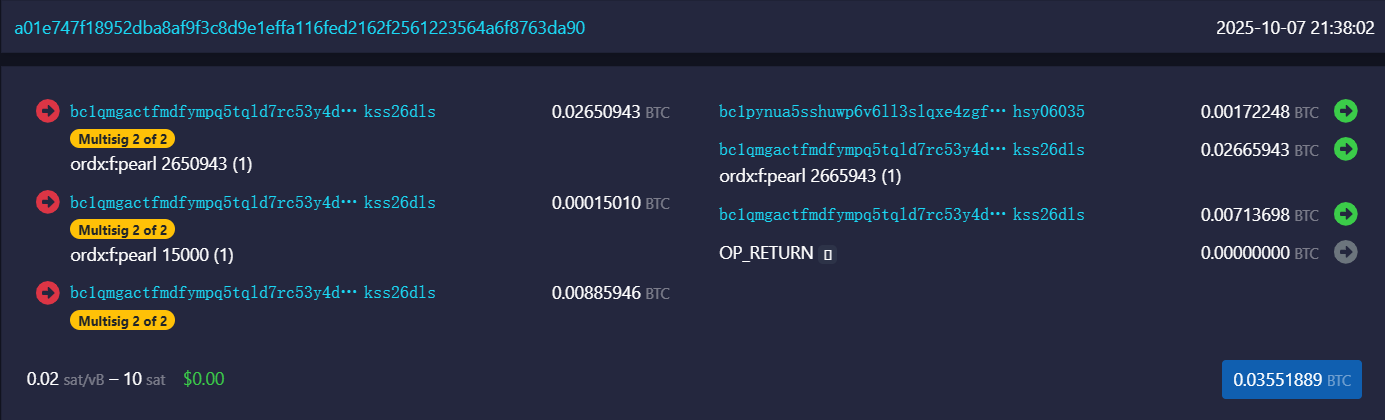 a01e747f18952dba8af9f3c8d9e1effa116fed2162f2561223564a6f8763da90 2025-10-07 21:38:02
bc1qmgactfmdfympq5tqld7rc53y4d… kss26dls 0.02650943 BTC
Multisig 2 of 2
ordx:f:pearl 2650943 (1)
bc1qmgactfmdfympq5tqld7rc53y4d… kss26dls 0.00015010 BTC
Multisig 2 of 2
ordx:f:pearl 15000 (1)
bc1qmgactfmdfympq5tqld7rc53y4d… kss26dls 0.00885946 BTC
Multisig 2 of 2
bc1pynua5sshuwp6v6ll3slqxe4zgf… hsy06035 0.00172248 BTC
bc1qmgactfmdfympq5tqld7rc53y4d… kss26dls 0.02665943 BTC
ordx:f:pearl 2665943 (1)
bc1qmgactfmdfympq5tqld7rc53y4d… kss26dls 0.00713698 BTC
OP_RETURN ▯ 0.00000000 BTC
0.02 sat/vB – 10 sat $0.00
0.03551889 BTC